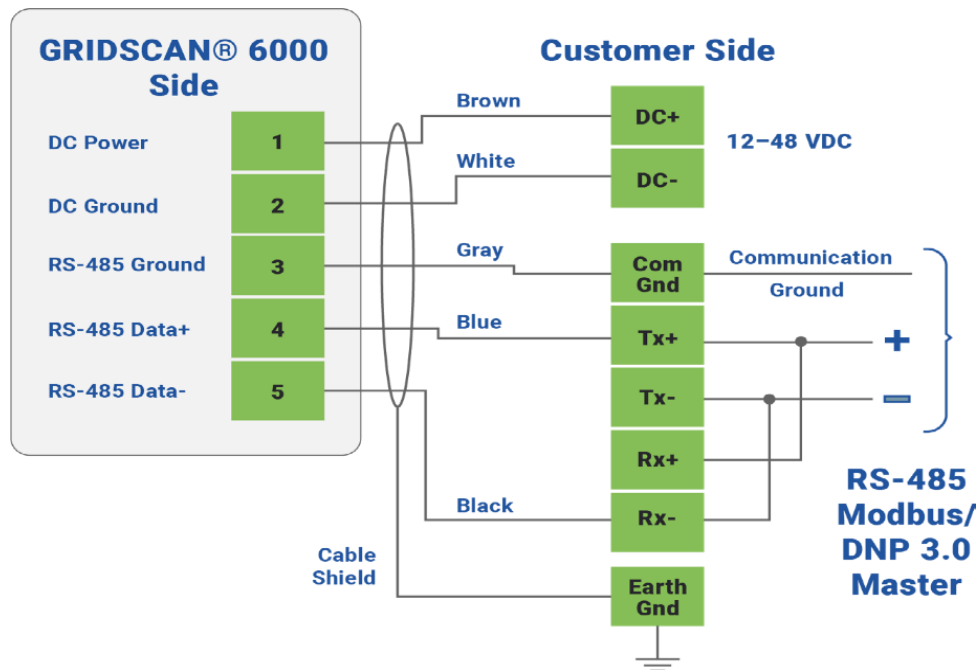 GRIDSCAN® 6000
Side
Customer Side
DC Power
1
DC Ground
2
RS-485 Ground
3
RS-485 Data+
4
RS-485 Data-
5
Brown
White
Gray
Blue
Black
Cable
Shield
DC+
DC-
12–48 VDC
Com
Gnd
Communication
Ground
Tx+
+
Tx-
–
Rx+
Rx-
Earth
Gnd
RS-485
Modbus/
DNP 3.0
Master